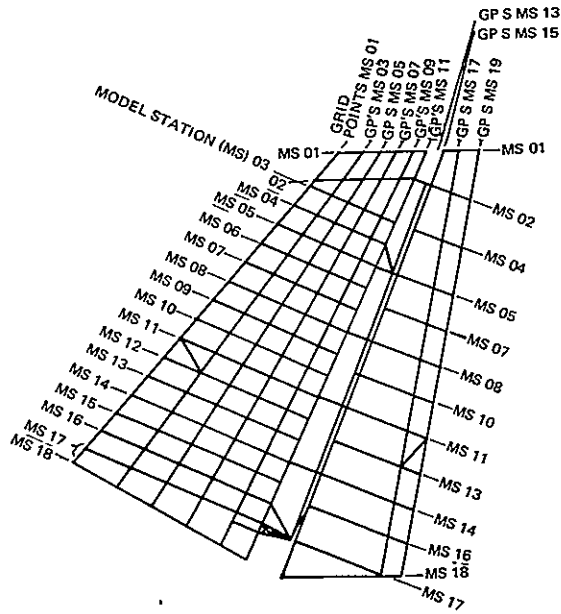 GP S MS 13
GP S MS 15
GRID
POINTS MS 01
GP'S MS 03
GP S MS 05
GP'S MS 07
GP'S MS 09
GP'S MS 11
GP S MS 17
GP S MS 19
MODEL STATION (MS) 03
MS 01
02
MS 04
MS 05
MS 06
MS 07
MS 08
MS 09
MS 10
MS 11
MS 12
MS 13
MS 14
MS 15
MS 16
MS 17
MS 18
MS 01
MS 02
MS 04
MS 05
MS 07
MS 08
MS 10
MS 11
MS 13
MS 14
MS 16
MS 18
MS 17